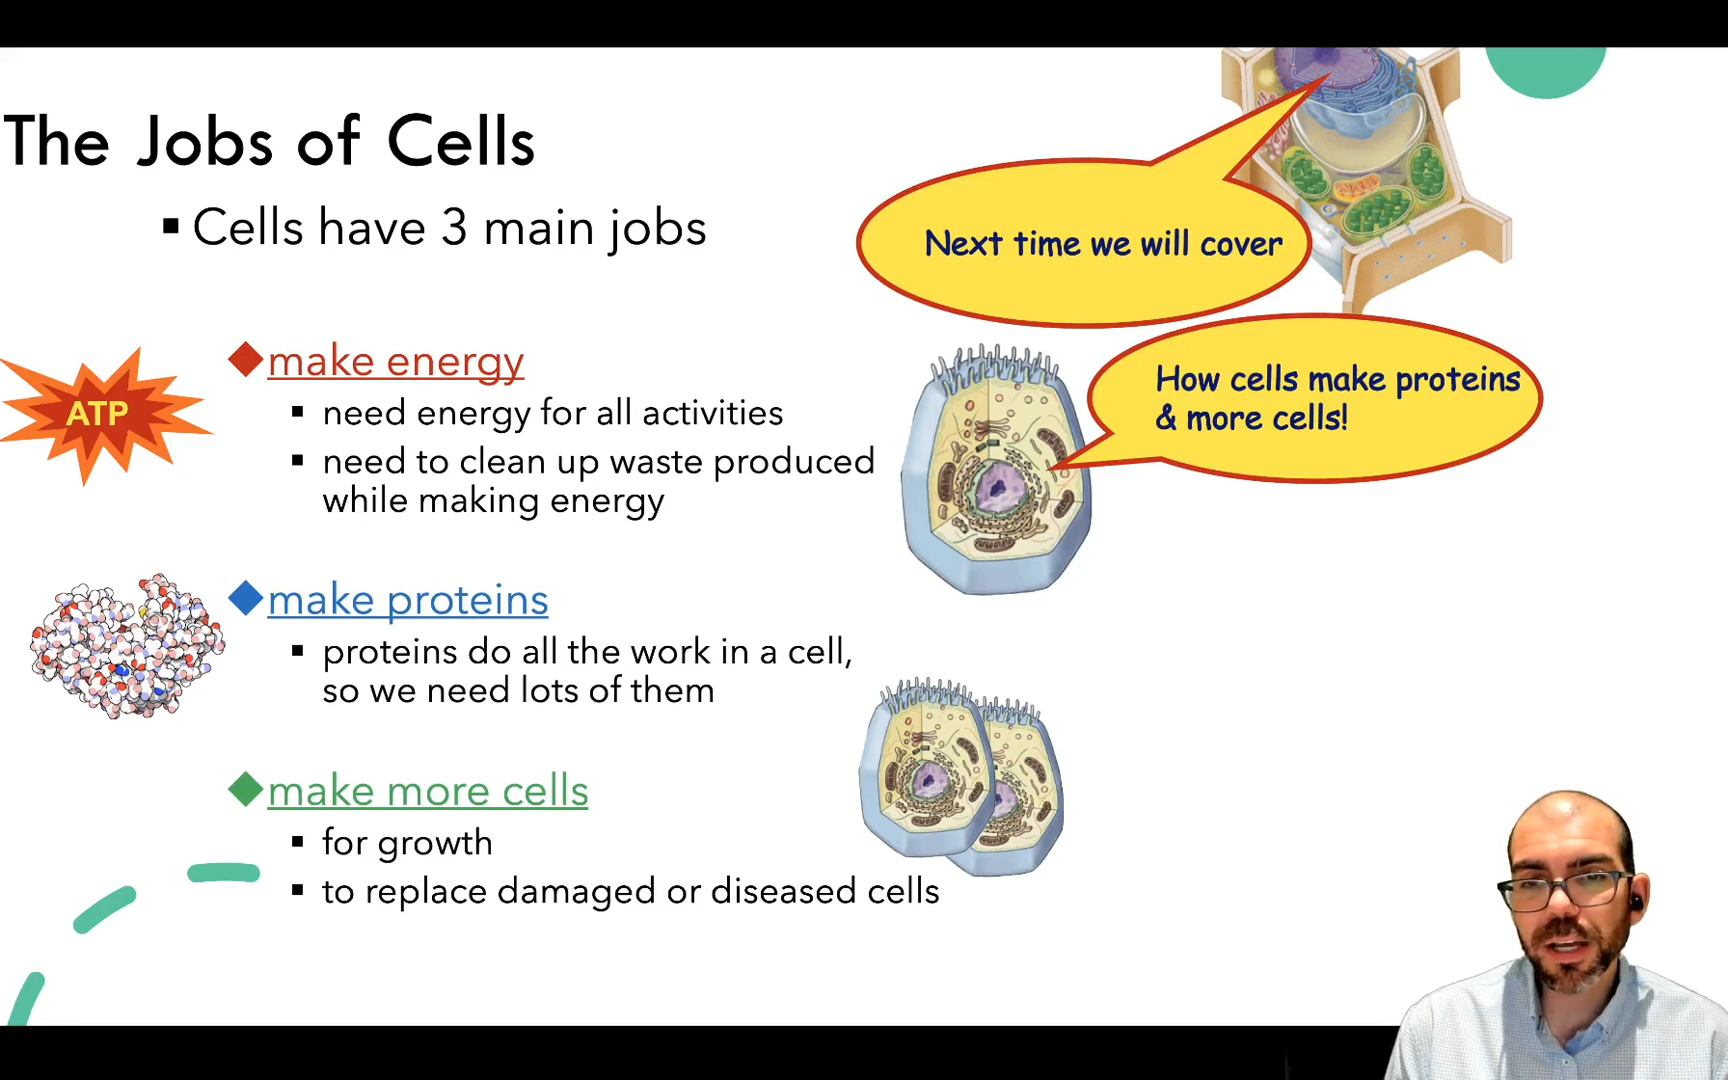 The Jobs of Cells
▪ Cells have 3 main jobs
Next time we will cover
◆make energy
ATP
▪ need energy for all activities
▪ need to clean up waste produced
while making energy
How cells make proteins
& more cells!
◆make proteins
▪ proteins do all the work in a cell,
so we need lots of them
◆make more cells
▪ for growth
▪ to replace damaged or diseased cells